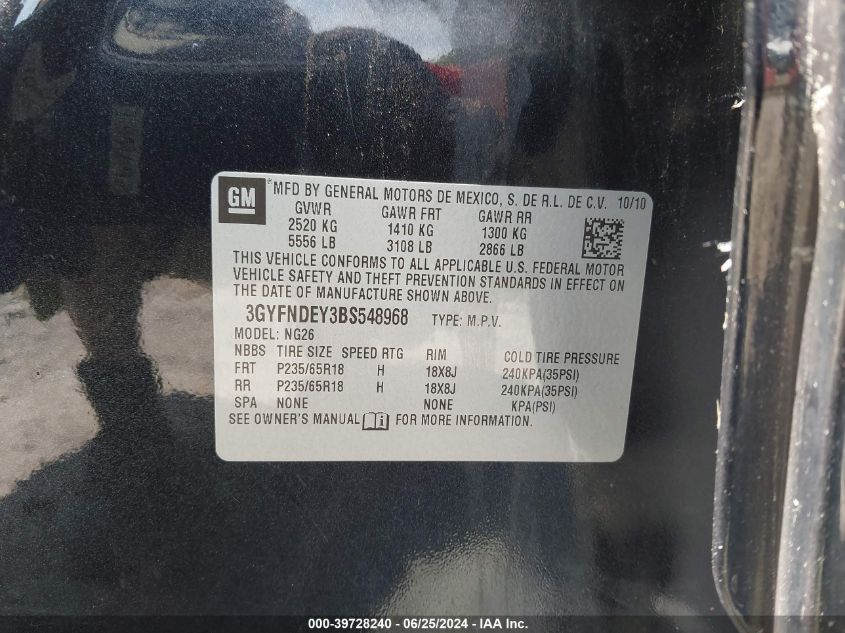 GM *MFD BY GENERAL MOTORS DE MEXICO, S. DE R.L. DE C.V. 10/10
GVWR GAWR FRT GAWR RR
2520 KG 1410 KG 1300 KG
5556 LB 3108 LB 2866 LB
THIS VEHICLE CONFORMS TO ALL APPLICABLE U.S. FEDERAL MOTOR
VEHICLE SAFETY AND THEFT PREVENTION STANDARDS IN EFFECT ON
THE DATE OF MANUFACTURE SHOWN ABOVE.
3GYFNDEY3BS548968 TYPE: M.P.V.
MODEL: NG26
NBBS TIRE SIZE SPEED RTG RIM COLD TIRE PRESSURE
FRT P235/65R18 H 18X8J 240KPA(35PSI)
RR P235/65R18 H 18X8J 240KPA(35PSI)
SPA NONE NONE KPA(PSI)
SEE OWNER'S MANUAL FOR MORE INFORMATION.
000-39728240 - 06/25/2024 - IAA Inc.